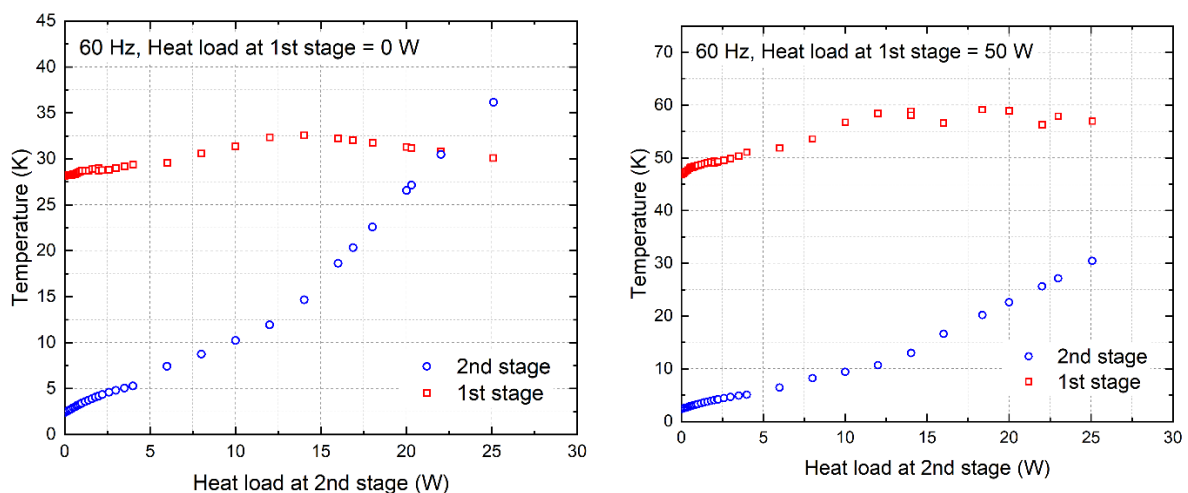 60 Hz, Heat load at 1st stage = 0 W
Temperature (K)
45
40
35
30
25
20
15
10
5
0
2nd stage
1st stage
0 5 10 15 20 25 30
Heat load at 2nd stage (W)
60 Hz, Heat load at 1st stage = 50 W
Temperature (K)
70
60
50
40
30
20
10
0
2nd stage
1st stage
0 5 10 15 20 25 30
Heat load at 2nd stage (W)